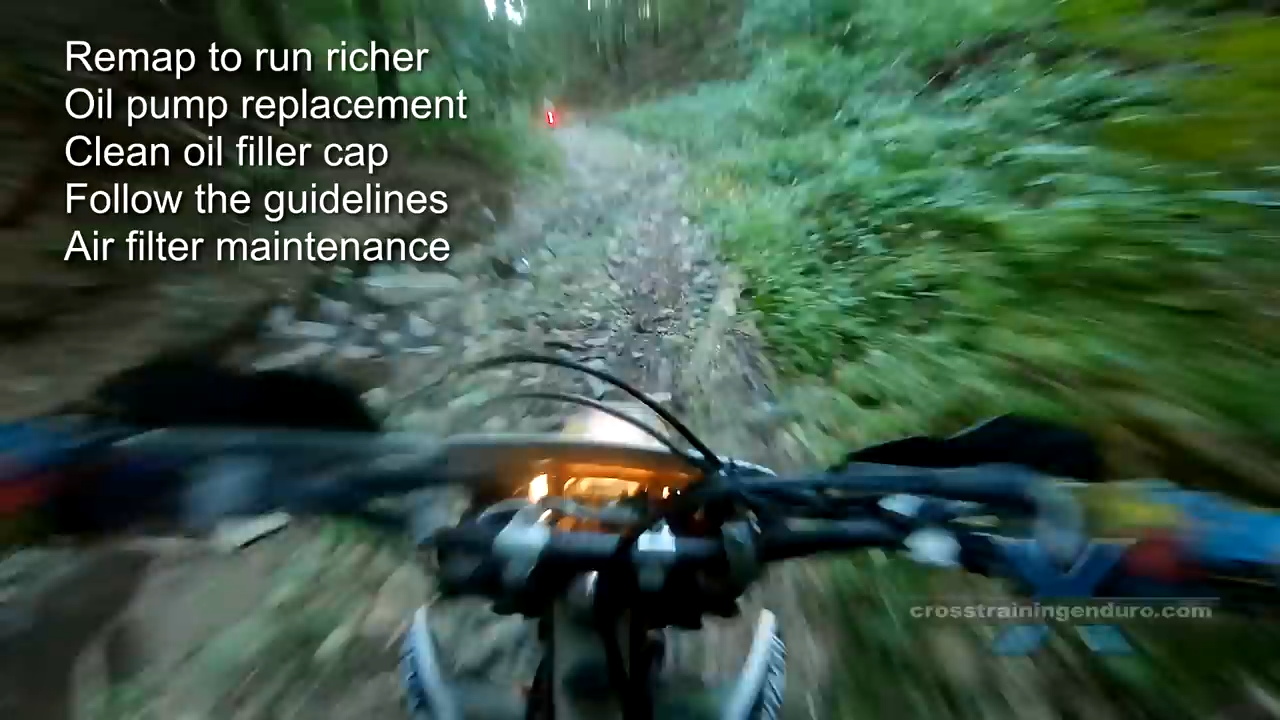 Remap to run richer
Oil pump replacement
Clean oil filler cap
Follow the guidelines
Air filter maintenance
crosstrainingenduro.com